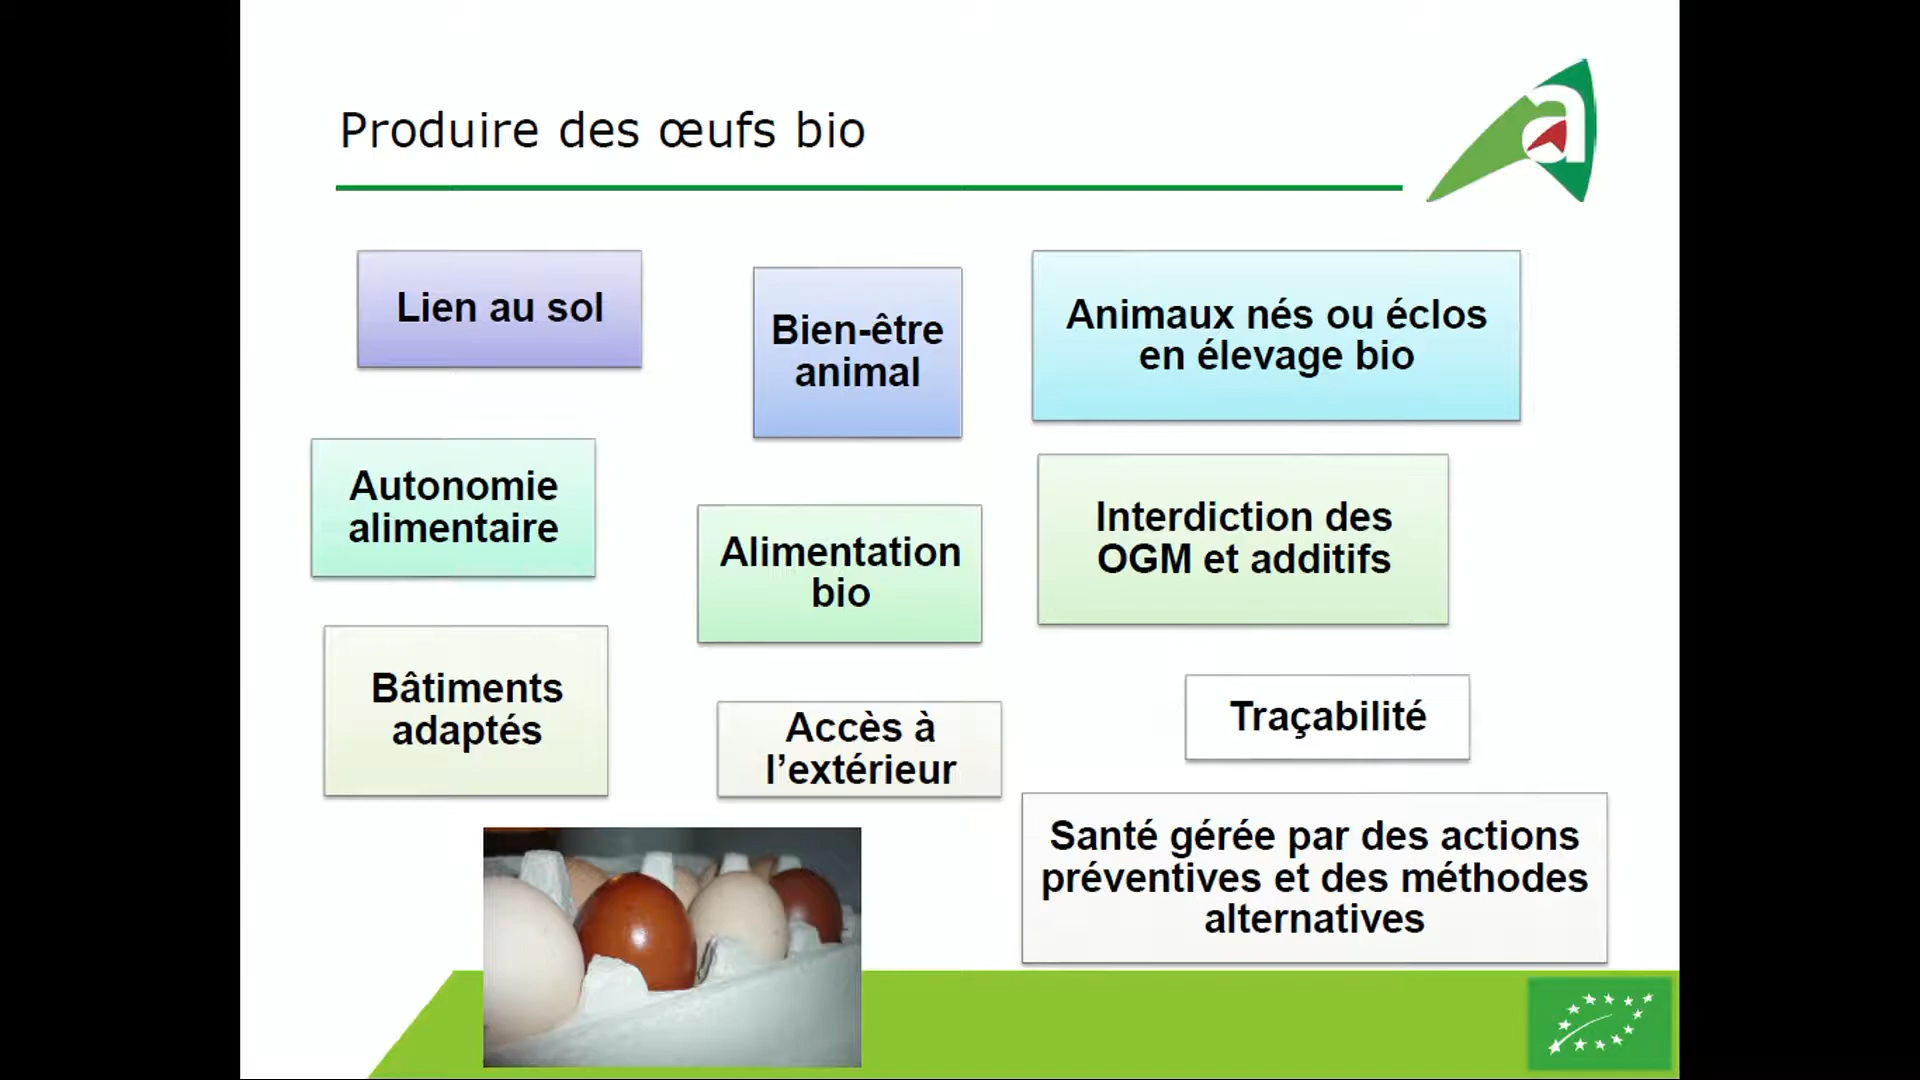 Produire des œufs bio
a
Lien au sol
Bien-être
animal
Animaux nés ou éclos
en élevage bio
Autonomie
alimentaire
Alimentation
bio
Interdiction des
OGM et additifs
Bâtiments
adaptés
Accès à
l’extérieur
Traçabilité
Santé gérée par des actions
préventives et des méthodes
alternatives